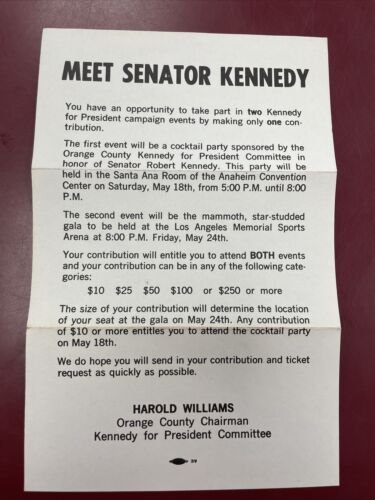 MEET SENATOR KENNEDY
You have an opportunity to take part in two Kennedy
for President campaign events by making only one con-
tribution.
The first event will be a cocktail party sponsored by the
Orange County Kennedy for President Committee in
honor of Senator Robert Kennedy. This party will be
held in the Santa Ana Room of the Anaheim Convention
Center on Saturday, May 18th, from 5:00 P.M. until 8:00
P.M.
The second event will be the mammoth, star-studded
gala to be held at the Los Angeles Memorial Sports
Arena at 8:00 P.M. Friday, May 24th.
Your contribution will entitle you to attend BOTH events
and your contribution can be in any of the following cate-
gories:
$10 $25 $50 $100 or $250 or more
The size of your contribution will determine the location
of your seat at the gala on May 24th. Any contribution
of $10 or more entitles you to attend the cocktail party
on May 18th.
We do hope you will send in your contribution and ticket
request as quickly as possible.
HAROLD WILLIAMS
Orange County Chairman
Kennedy for President Committee